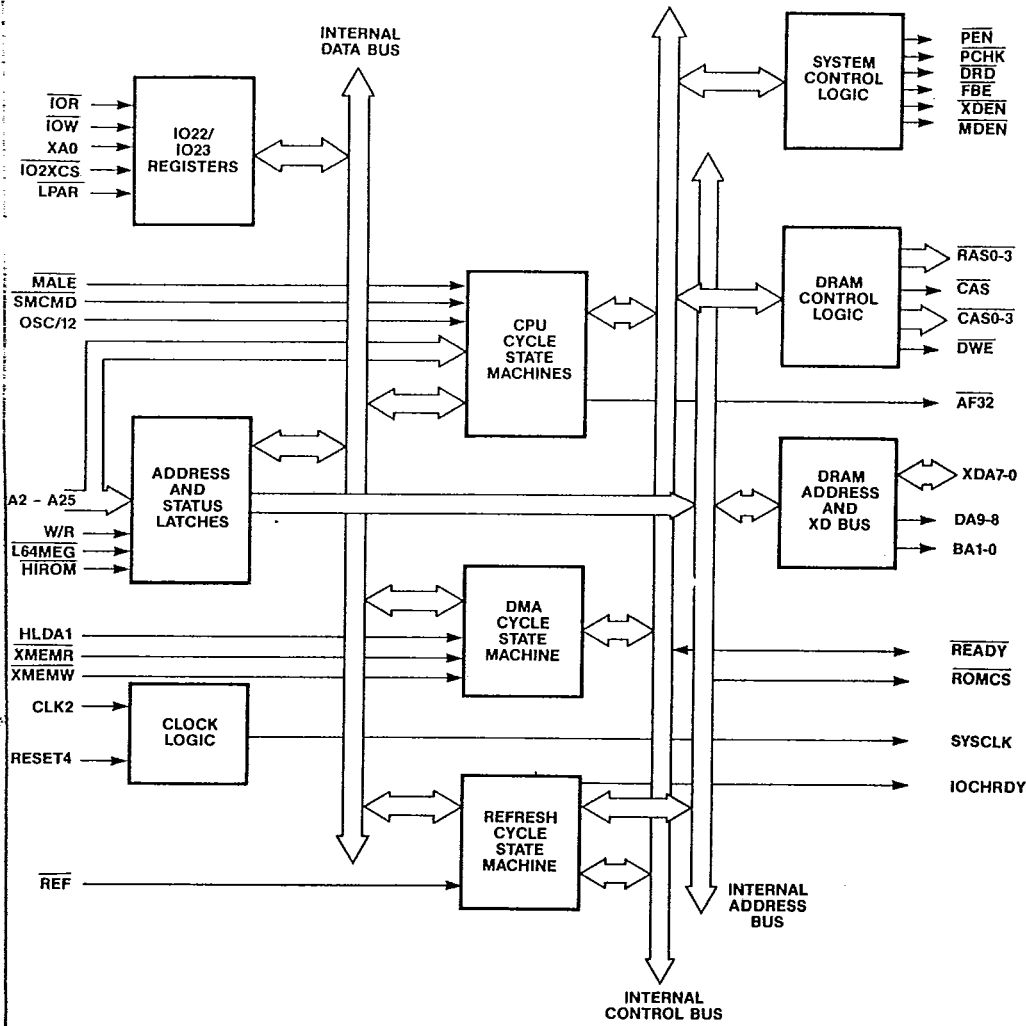 INTERNAL
DATA BUS
IOR
IOW
XA0
IO2XCS
LPAR
IO22/
IO23
REGISTERS
SYSTEM
CONTROL
LOGIC
PEN
PCHK
DRD
FBE
XDEN
MDEN
MALE
SMCMD
OSC/12
CPU
CYCLE
STATE
MACHINES
DRAM
CONTROL
LOGIC
RAS0-3
CAS
CAS0-3
DWE
AF32
A2 – A25
W/R
L64MEG
HIROM
ADDRESS
AND
STATUS
LATCHES
DRAM
ADDRESS
AND
XD BUS
XDA7-0
DA9-8
BA1-0
HLDA1
XMEMR
XMEMW
DMA
CYCLE
STATE
MACHINE
READY
ROMCS
CLK2
RESET4
CLOCK
LOGIC
SYSCLK
IOCHRDY
REF
REFRESH
CYCLE
STATE
MACHINE
INTERNAL
ADDRESS
BUS
INTERNAL
CONTROL BUS